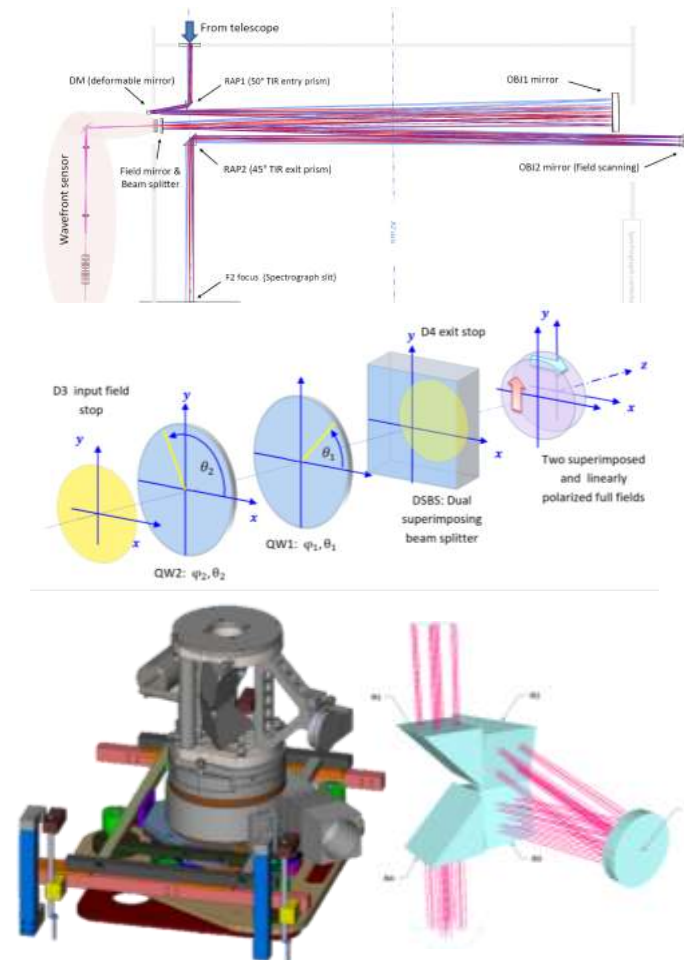 From telescope
DM (deformable mirror)
RAP1 (50° TIR entry prism)
OBJ1 mirror
Wavefront sensor
Field mirror &
Beam splitter
RAP2 (45° TIR exit prism)
OBJ2 mirror (field scanning)
F2 focus (Spectrograph slit)
D3 input field
stop
y
x
y
θ₂
x
QW2: φ₂,θ₂
y
θ₁
x
QW1: φ₁,θ₁
D4 exit stop
y
x
DSBS: Dual
superimposing
beam splitter
y
y
z
x
x
Two superimposed
and linearly
polarized full fields